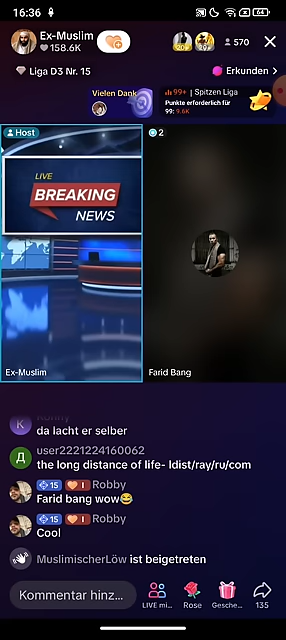 16:36
64
Ex-Muslim
158.6K
570
Liga D3 Nr. 15
Erkunden >
Vielen Dank
99+ | Spitzen Liga
Punkte erforderlich für
99: 9.6K
Host
2
LIVE
BREAKING
NEWS
Ex-Muslim
Farid Bang
K
da lacht er selber
Д
user2221224160062
the long distance of life- ldist/ray/ru/com
15 I Robby
Farid bang wow😂
15 I Robby
Cool
MuslimischerLöw ist beigetreten
Kommentar hinz...
LIVE mi...
Rose
Gesche...
135